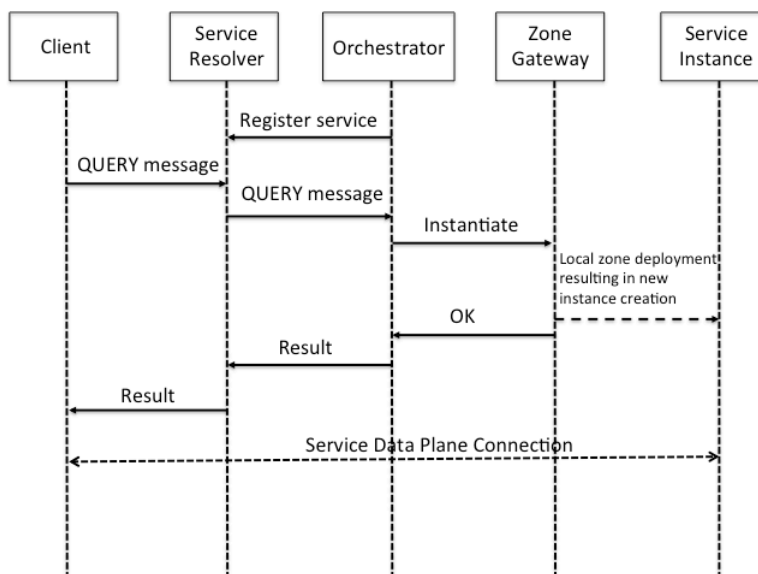 Client
Service
Resolver
Orchestrator
Zone
Gateway
Service
Instance
Register service
QUERY message
QUERY message
Instantiate
Local zone deployment
resulting in new
instance creation
OK
Result
Result
Service Data Plane Connection